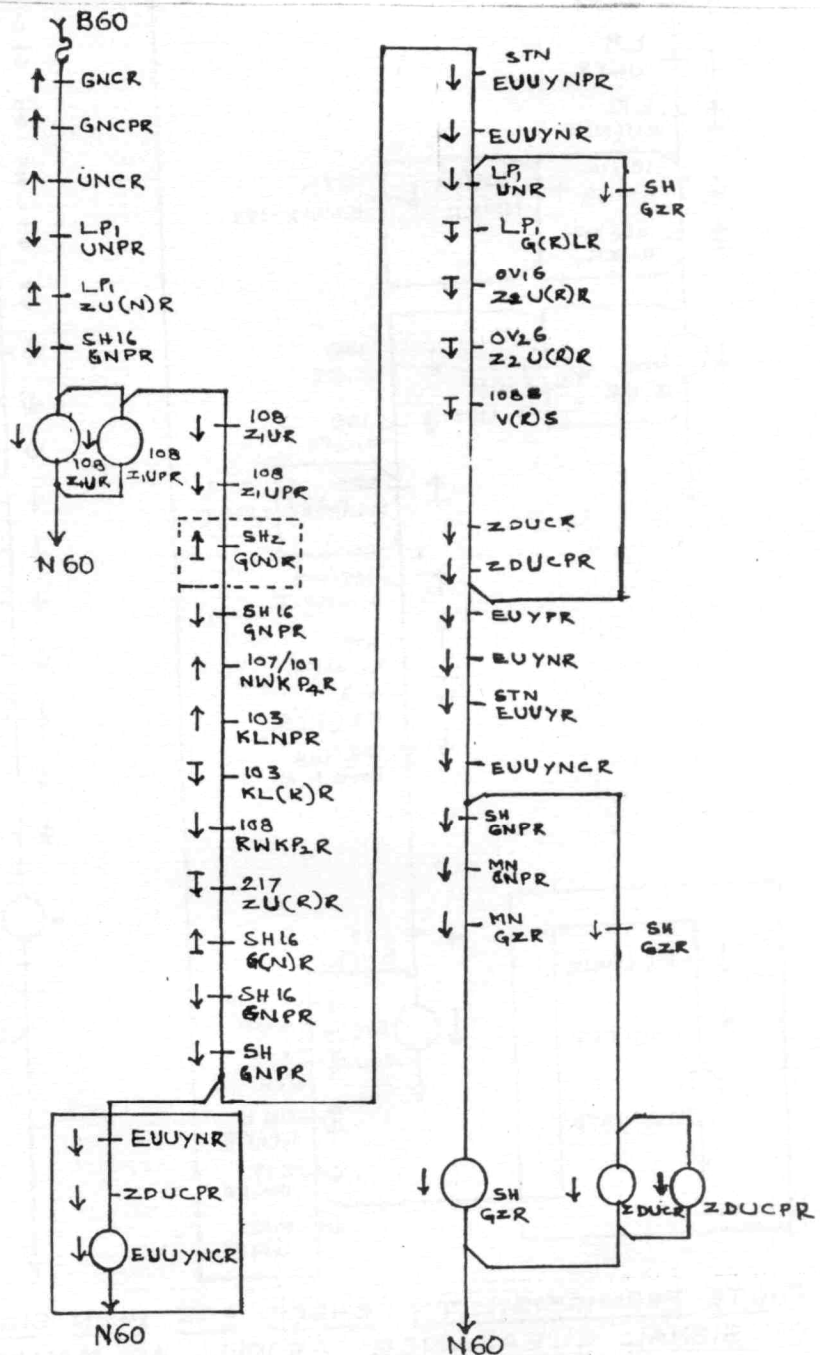 B60
GNCR
GNCPR
UNCR
LP1
UNPR
LP1
ZU(N)R
SH16
GNPR
108
Z1UR
108
Z1UPR
N60
108
Z1UR
108
Z1UPR
SH2
G(N)R
SH16
GNPR
107/107
NWKP4R
103
KLNPR
103
KL(R)R
108
RWKP2R
217
ZU(R)R
SH16
G(N)R
SH16
GNPR
SH
GNPR
EUUYNR
ZDUCPR
EUUYNCR
N60
STN
EUUYNPR
EUUYNR
LP1
UNR
SH
GZR
LP1
G(R)LR
OV16
Z2U(R)R
OV26
Z2U(R)R
V(R)S
ZDUCR
ZDUCPR
EUYPR
EUYNR
STN
EUUYR
EUUYNCR
SH
GNPR
MN
GNPR
MN
GZR
SH
GZR
SH
GZR
ZDUCR
ZDUCPR
N60